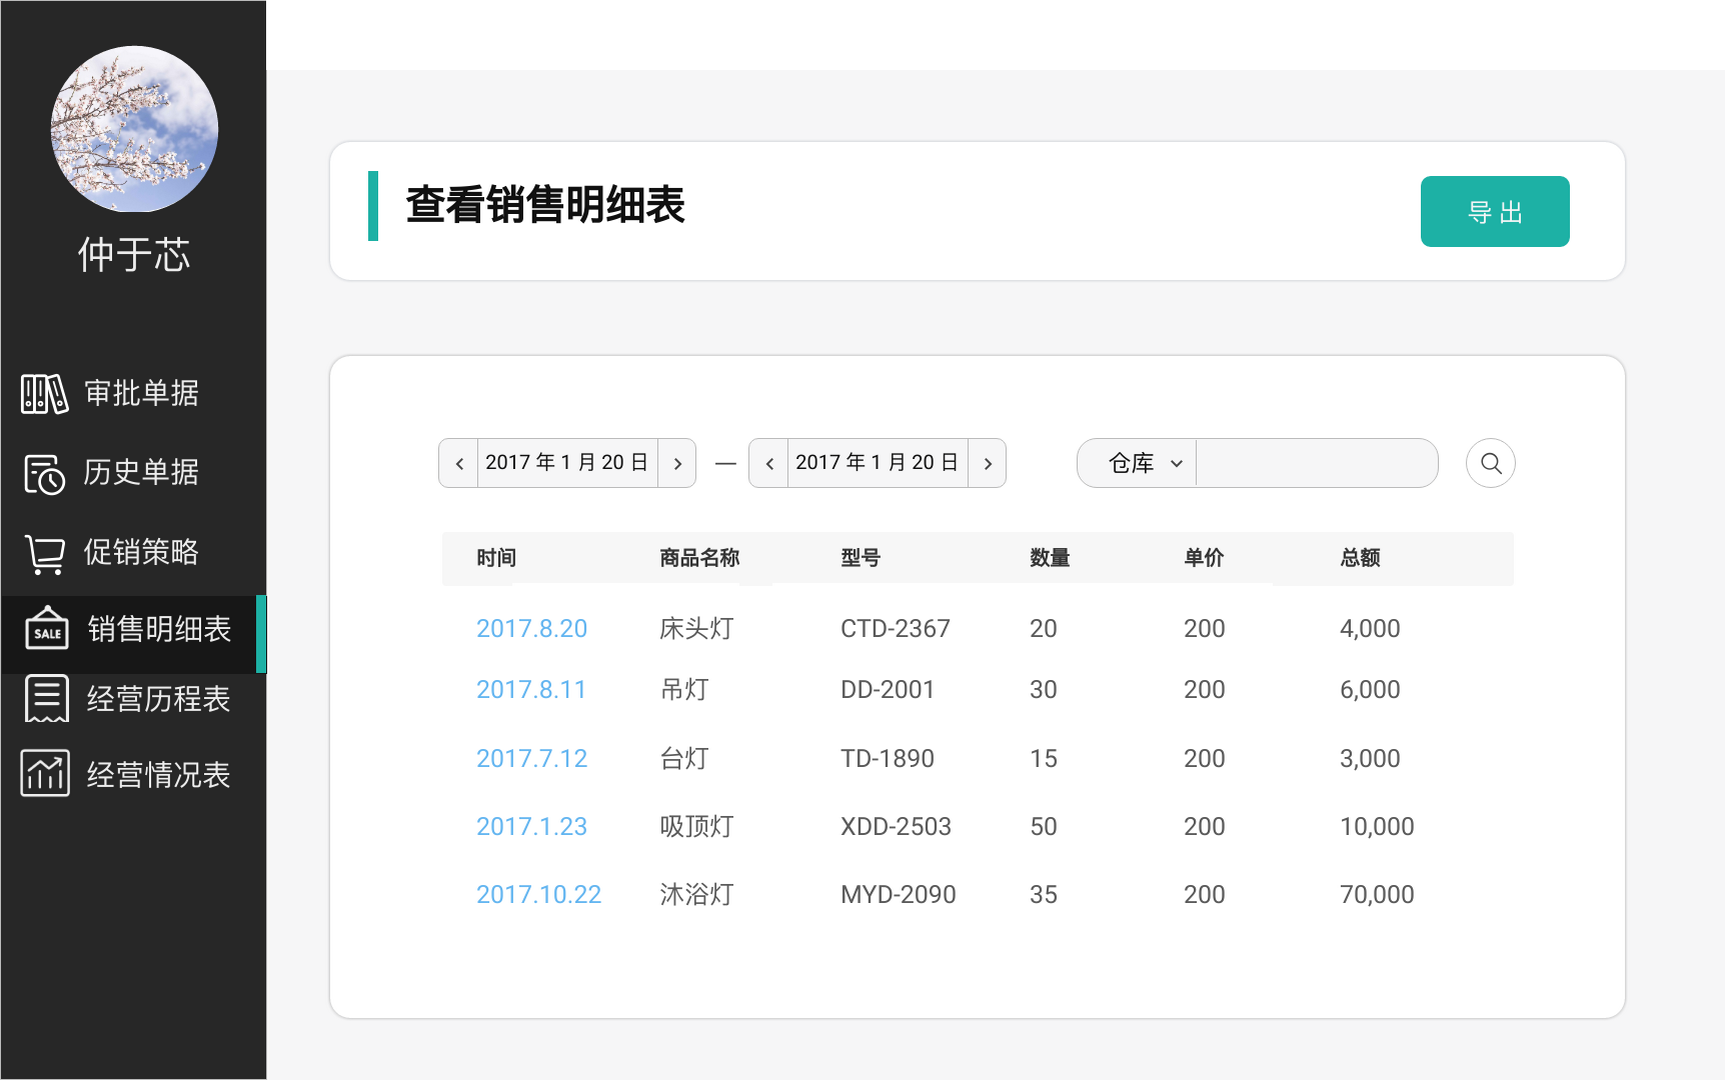 仲于芯
审批单据
历史单据
促销策略
SALE
销售明细表
经营历程表
经营情况表
查看销售明细表
导 出
2017 年 1 月 20 日 — 2017 年 1 月 20 日 仓库
时间 商品名称 型号 数量 单价 总额
2017.8.20 床头灯 CTD-2367 20 200 4,000
2017.8.11 吊灯 DD-2001 30 200 6,000
2017.7.12 台灯 TD-1890 15 200 3,000
2017.1.23 吸顶灯 XDD-2503 50 200 10,000
2017.10.22 沐浴灯 MYD-2090 35 200 70,000